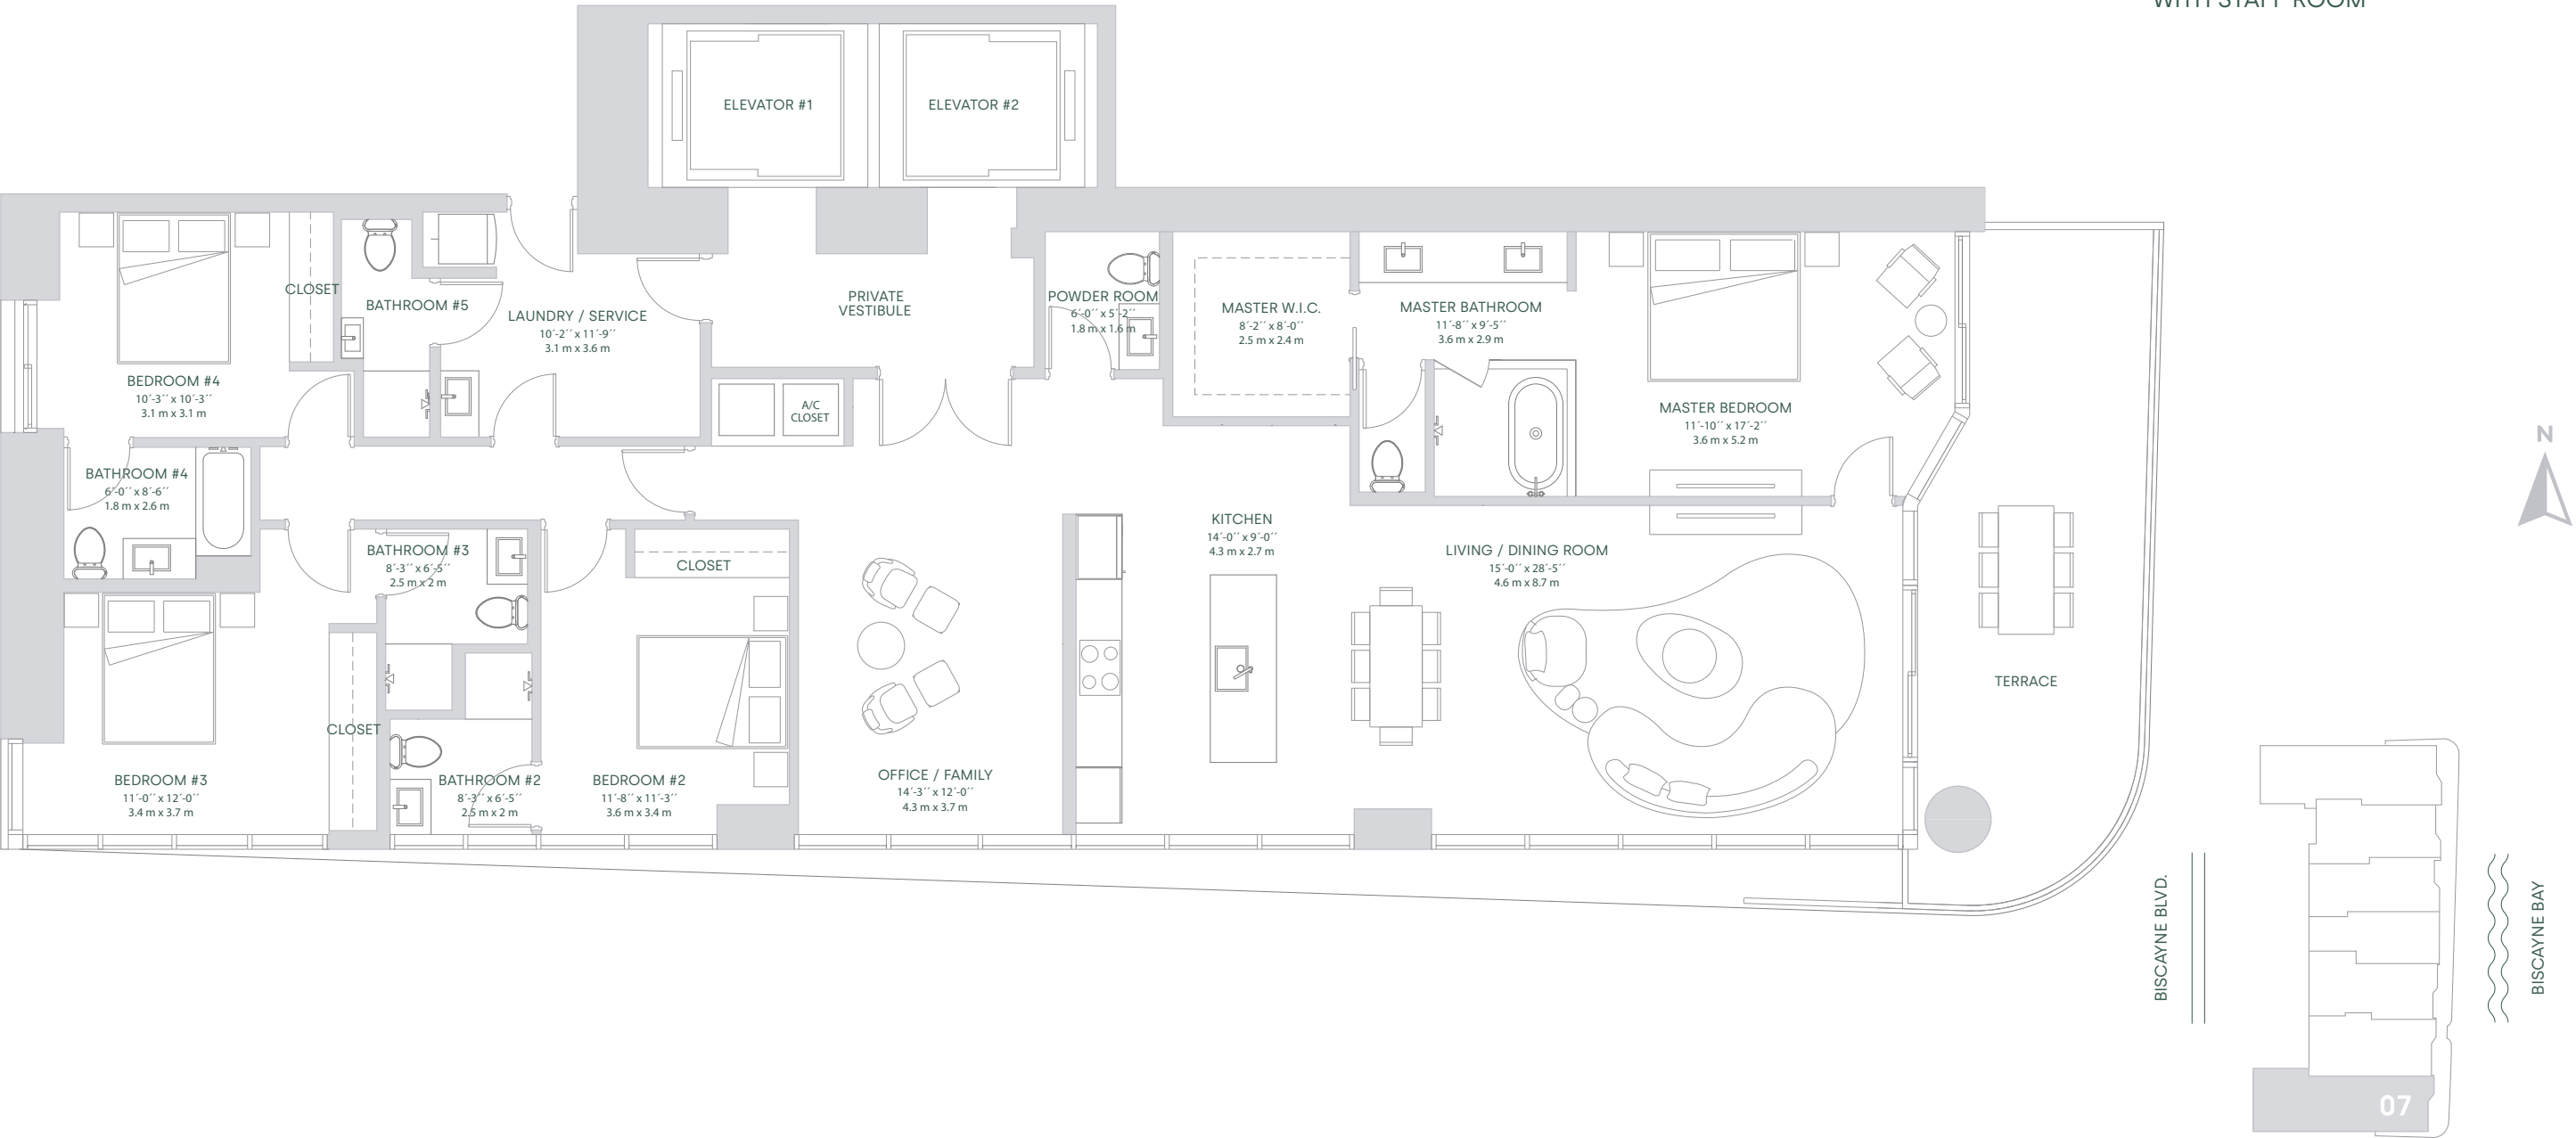 WITH STAFF ROOM
ELEVATOR #1
ELEVATOR #2
CLOSET
BATHROOM #5
LAUNDRY / SERVICE
10´-2´´ x 11´-9´´
3.1 m x 3.6 m
PRIVATE
VESTIBULE
POWDER ROOM
6´-0´´ x 5´-2´´
1.8 m x 1.6 m
MASTER W.I.C.
8´-2´´ x 8´-0´´
2.5 m x 2.4 m
MASTER BATHROOM
11´-8´´ x 9´-5´´
3.6 m x 2.9 m
BEDROOM #4
10´-3´´ x 10´-3´´
3.1 m x 3.1 m
A/C
CLOSET
MASTER BEDROOM
11´-10´´ x 17´-2´´
3.6 m x 5.2 m
N
BATHROOM #4
6´-0´´ x 8´-6´´
1.8 m x 2.6 m
BATHROOM #3
8´-3´´ x 6´-5´´
2.5 m x 2 m
CLOSET
KITCHEN
14´-0´´ x 9´-0´´
4.3 m x 2.7 m
LIVING / DINING ROOM
15´-0´´ x 28´-5´´
4.6 m x 8.7 m
TERRACE
CLOSET
BEDROOM #3
11´-0´´ x 12´-0´´
3.4 m x 3.7 m
BATHROOM #2
8´-3´´ x 6´-5´´
2.5 m x 2 m
BEDROOM #2
11´-8´´ x 11´-3´´
3.6 m x 3.4 m
OFFICE / FAMILY
14´-3´´ x 12´-0´´
4.3 m x 3.7 m
BISCAYNE BLVD.
BISCAYNE BAY
07